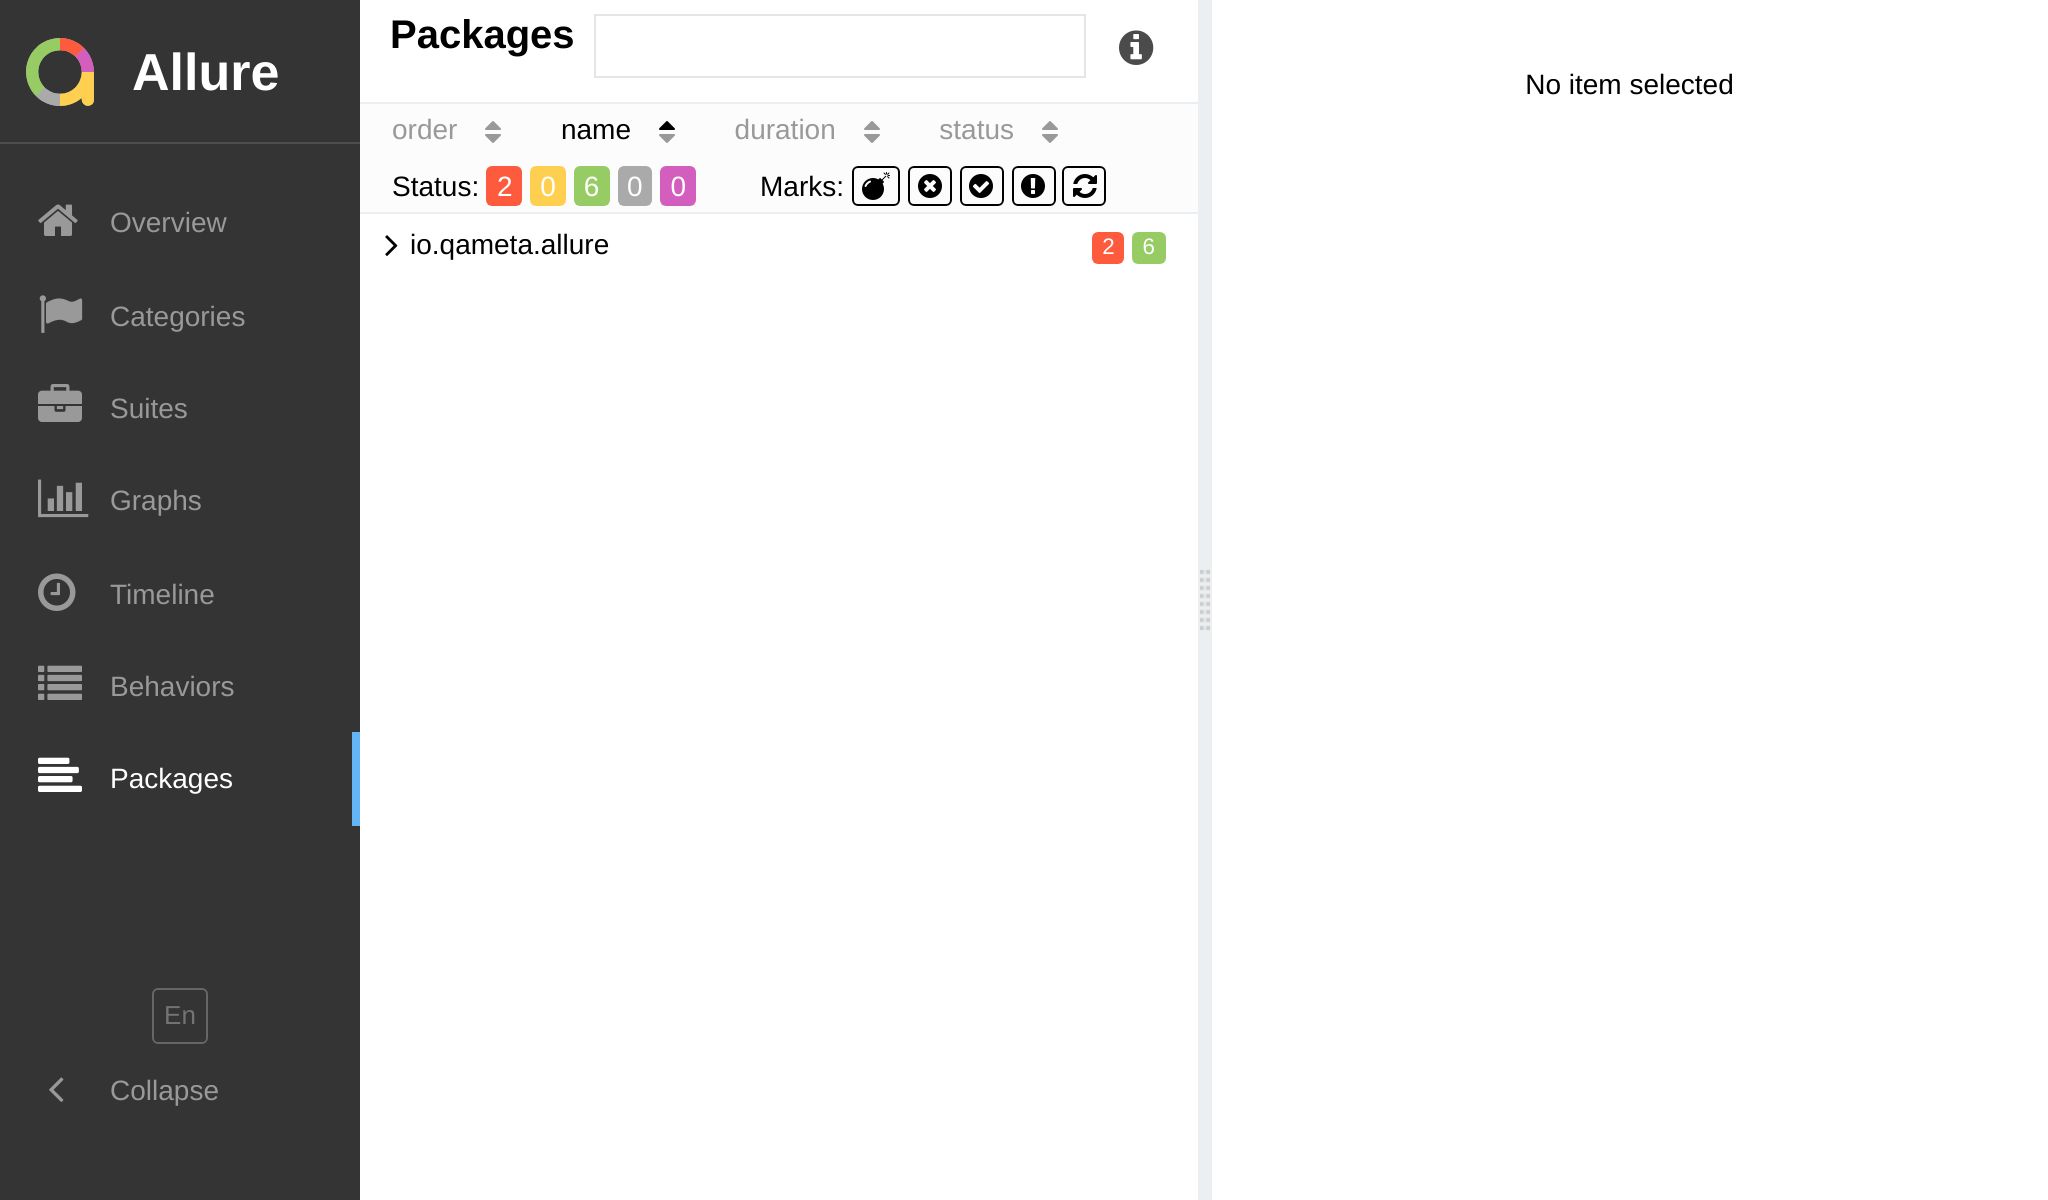 Allure
Overview
Categories
Suites
Graphs
Timeline
Behaviors
Packages
En
Collapse
Packages
order name duration status
Status: 2 0 6 0 0 Marks:
io.qameta.allure 2 6
No item selected